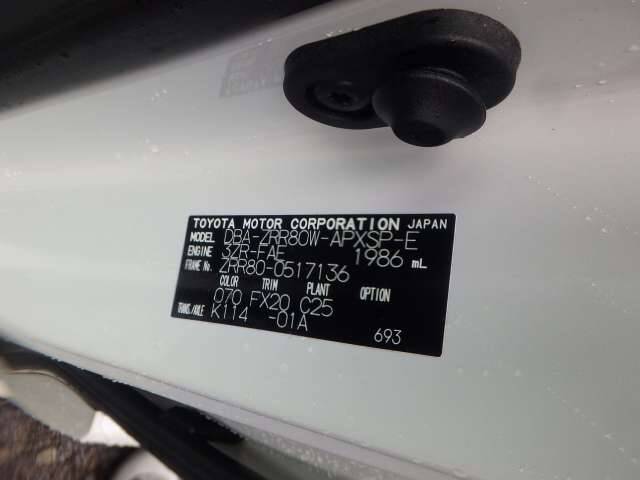 TOYOTA MOTOR CORPORATION JAPAN
MODEL DBA-ZRR80W-APXSP-E
ENGINE 3ZR-FAE 1986 mL
FRAME No. ZRR80-0517136
COLOR TRIM PLANT OPTION
070 FX20 C25
TRANS./AXLE K114 -01A
693